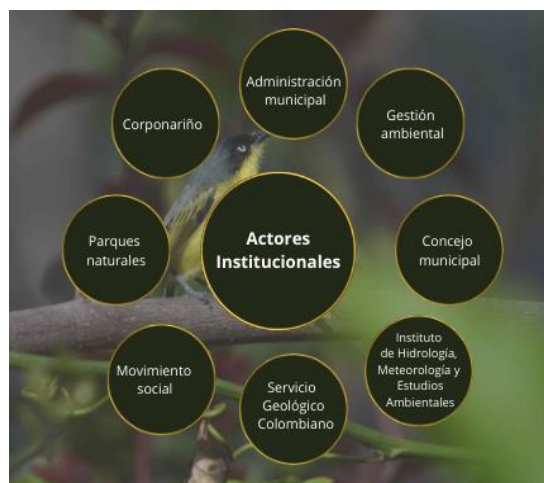 Administración
municipal
Gestión
ambiental
Concejo
municipal
Instituto
de Hidrología,
Meteorología y
Estudios
Ambientales
Servicio
Geológico
Colombiano
Movimiento
social
Parques
naturales
Corponariño
Actores
Institucionales